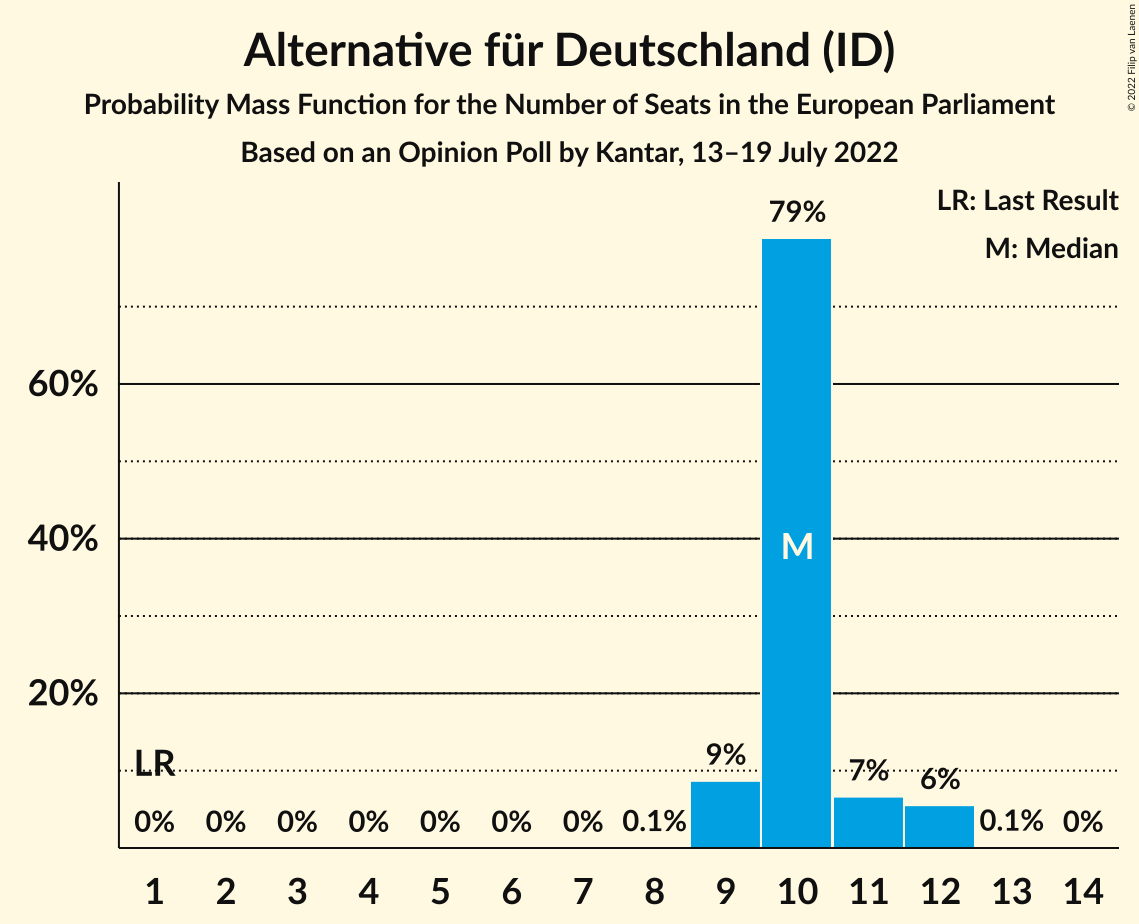 Alternative für Deutschland (ID)
Probability Mass Function for the Number of Seats in the European Parliament
Based on an Opinion Poll by Kantar, 13–19 July 2022
© 2022 Filip van Laenen
LR: Last Result
M: Median
79%
60%
40%
M
20%
LR
9%
7%
6%
0% 0% 0% 0% 0% 0% 0% 0.1% 0.1% 0%
1 2 3 4 5 6 7 8 9 10 11 12 13 14